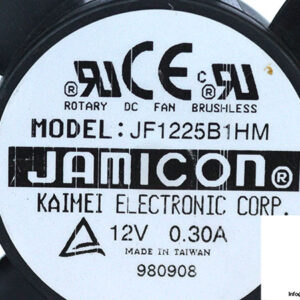 ROTARY DC FAN BRUSHLESS
MODEL: JF1225B1HM
JAMICON®
KAIMEI ELECTRONIC CORP.
12V 0.30A
MADE IN TAIWAN
980908